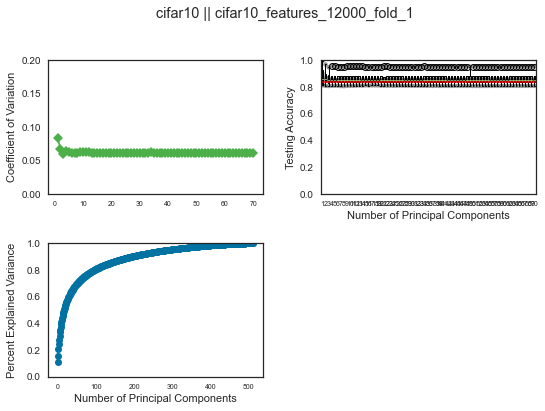 cifar10 || cifar10_features_12000_fold_1
Coefficient of Variation
0.20
0.15
0.10
0.05
0.00
0 10 20 30 40 50 60 70
Testing Accuracy
1.0
0.8
0.6
0.4
0.2
0.0
Number of Principal Components
Percent Explained Variance
1.0
0.8
0.6
0.4
0.2
0.0
0 100 200 300 400 500
Number of Principal Components